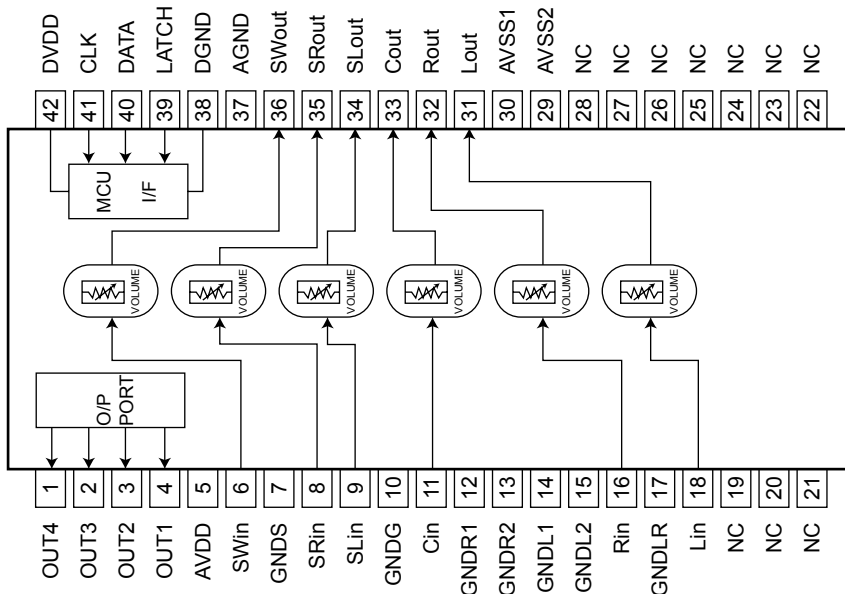 DVDD
CLK
DATA
LATCH
DGND
AGND
SWout
SRout
SLout
Cout
Rout
Lout
AVSS1
AVSS2
NC
NC
NC
NC
NC
NC
NC
42
41
40
39
38
37
36
35
34
33
32
31
30
29
28
27
26
25
24
23
22
MCU
I/F
VOLUME
VOLUME
VOLUME
VOLUME
VOLUME
VOLUME
O/P
PORT
1
2
3
4
5
6
7
8
9
10
11
12
13
14
15
16
17
18
19
20
21
OUT4
OUT3
OUT2
OUT1
AVDD
SWin
GNDS
SRin
SLin
GNDG
Cin
GNDR1
GNDR2
GNDL1
GNDL2
Rin
GNDLR
Lin
NC
NC
NC